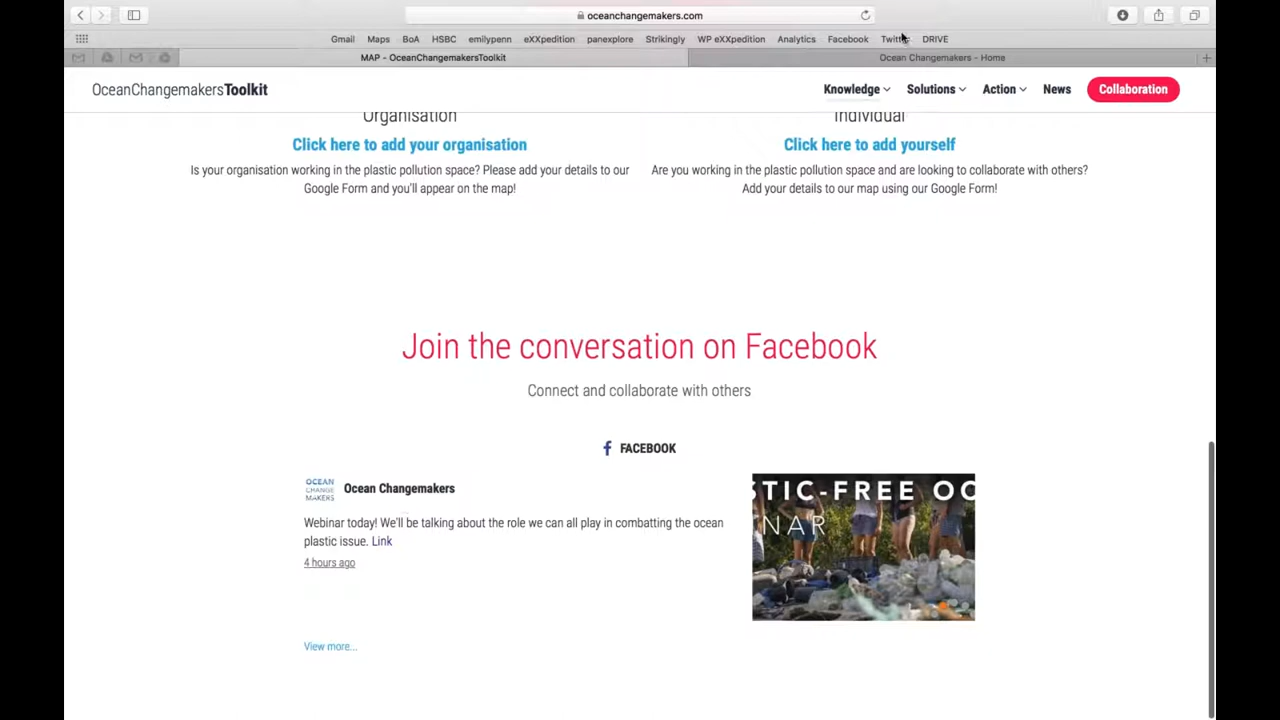 oceanchangemakers.com
Gmail Maps BoA HSBC emilypenn eXXpedition panexplore Strikingly WP eXXpedition Analytics Facebook Twitter DRIVE
MAP - OceanChangemakersToolkit Ocean Changemakers - Home
OceanChangemakersToolkit Knowledge Solutions Action News Collaboration
Organisation Individual
Click here to add your organisation Click here to add yourself
Is your organisation working in the plastic pollution space? Please add your details to our Are you working in the plastic pollution space and are looking to collaborate with others?
Google Form and you'll appear on the map! Add your details to our map using our Google Form!
Join the conversation on Facebook
Connect and collaborate with others
f FACEBOOK
OCEAN CHANGE MAKERS
Ocean Changemakers
Webinar today! We'll be talking about the role we can all play in combatting the ocean
plastic issue. Link
4 hours ago
STIC-FREE OC
NAR
View more...